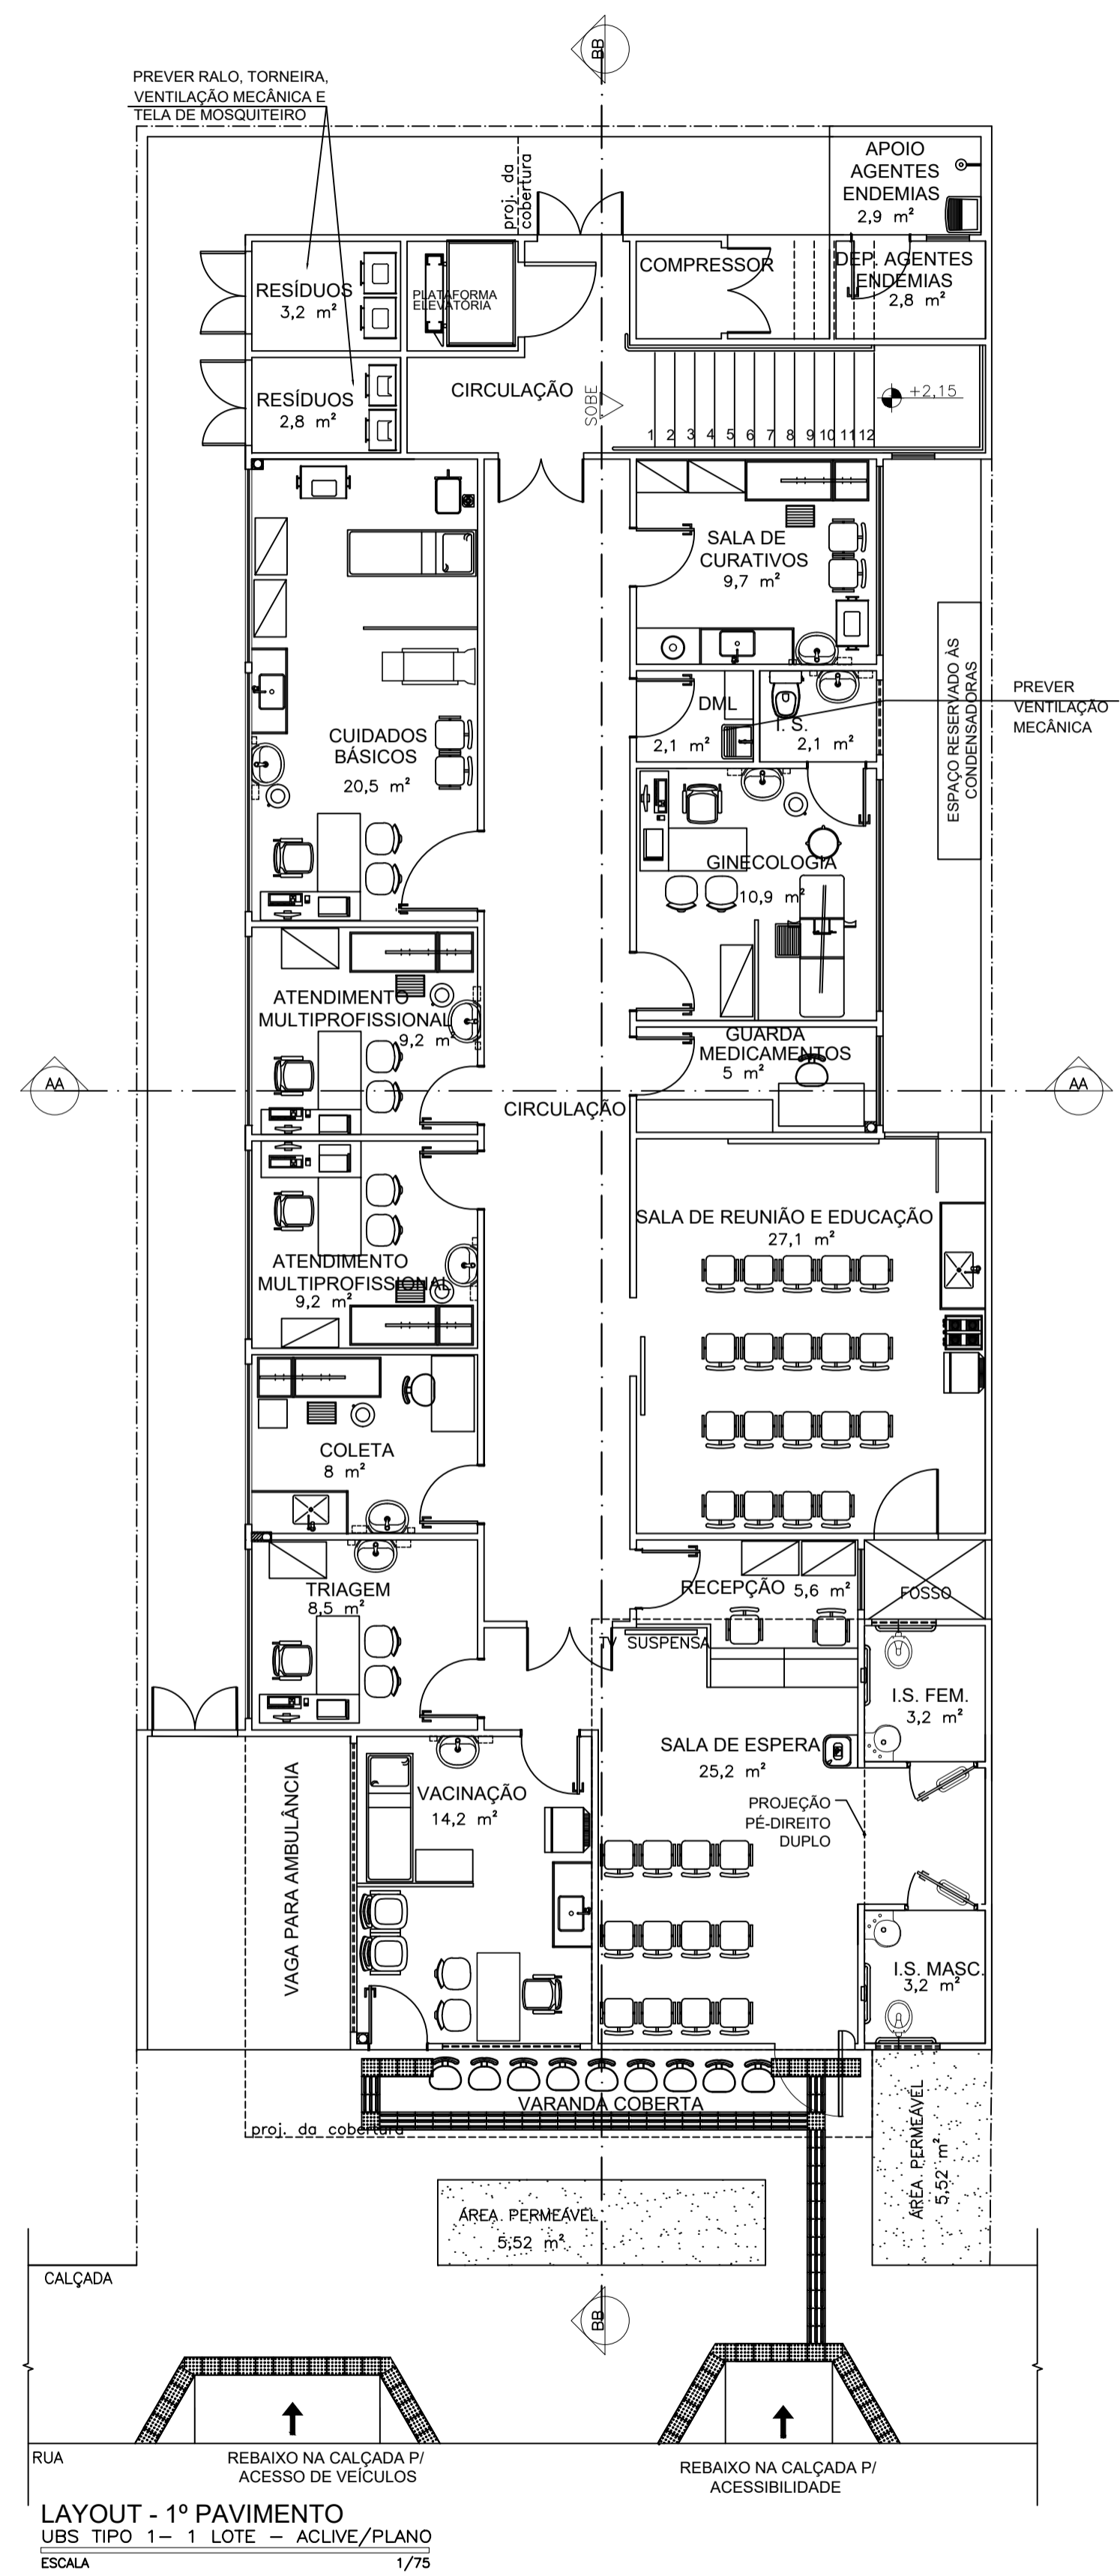 BB
PREVER RALO, TORNEIRA,
VENTILAÇÃO MECÂNICA E
TELA DE MOSQUITEIRO
proj. da
cobertura
APOIO
AGENTES
ENDEMIAS
2,9 m²
RESÍDUOS
3,2 m²
PLATAFORMA
ELEVATÓRIA
COMPRESSOR
DEP. AGENTES
ENDEMIAS
2,8 m²
RESÍDUOS
2,8 m²
CIRCULAÇÃO
SOBE
1 2 3 4 5 6 7 8 9 10 11 12
+2,15
SALA DE
CURATIVOS
9,7 m²
ESPAÇO RESERVADO ÀS
CONDENSADORAS
PREVER
VENTILAÇÃO
MECÂNICA
DML
2,1 m²
I. S.
2,1 m²
CUIDADOS
BÁSICOS
20,5 m²
GINECOLOGIA
10,9 m²
ATENDIMENTO
MULTIPROFISSIONAL
9,2 m²
GUARDA
MEDICAMENTOS
5 m²
AA
AA
CIRCULAÇÃO
SALA DE REUNIÃO E EDUCAÇÃO
27,1 m²
ATENDIMENTO
MULTIPROFISSIONAL
9,2 m²
COLETA
8 m²
TRIAGEM
8,5 m²
RECEPÇÃO 5,6 m²
FOSSO
TV SUSPENSA
I.S. FEM.
3,2 m²
SALA DE ESPERA
25,2 m²
VACINAÇÃO
14,2 m²
PROJEÇÃO
PÉ-DIREITO
DUPLO
VAGA PARA AMBULÂNCIA
I.S. MASC.
3,2 m²
VARANDA COBERTA
proj. da cobertura
ÁREA. PERMEÁVEL
5,52 m²
ÁREA. PERMEÁVEL
5,52 m²
CALÇADA
BB
RUA
REBAIXO NA CALÇADA P/
ACESSO DE VEÍCULOS
REBAIXO NA CALÇADA P/
ACESSIBILIDADE
LAYOUT - 1º PAVIMENTO
UBS TIPO 1- 1 LOTE - ACLIVE/PLANO
ESCALA 1/75